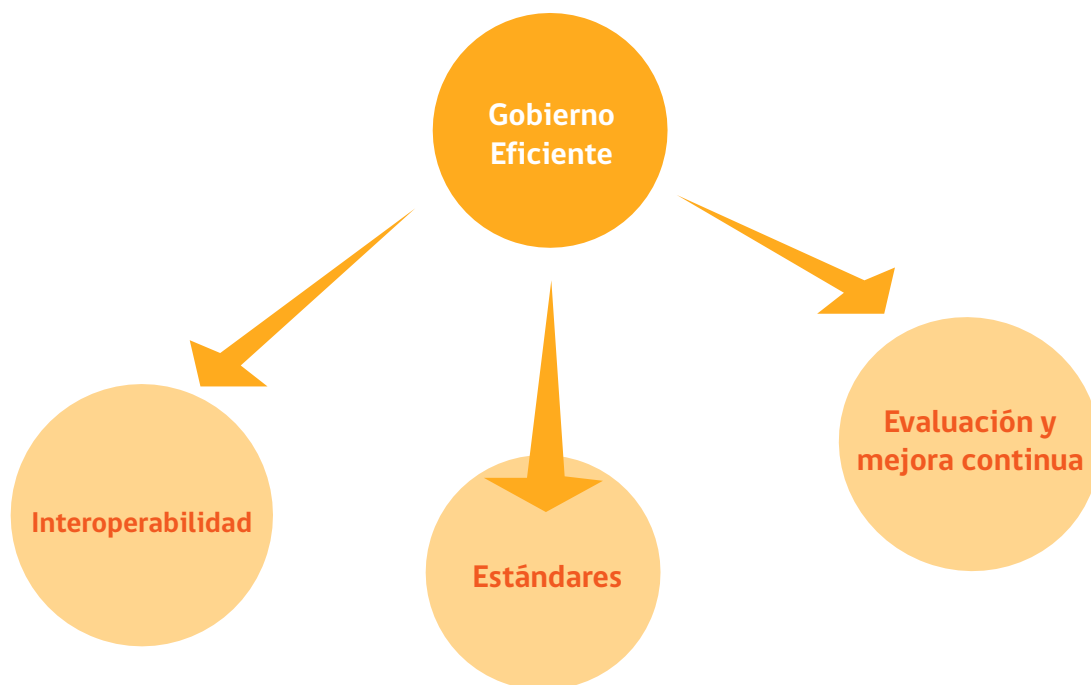 Gobierno
Eficiente
Evaluación y
mejora continua
Interoperabilidad
Estándares